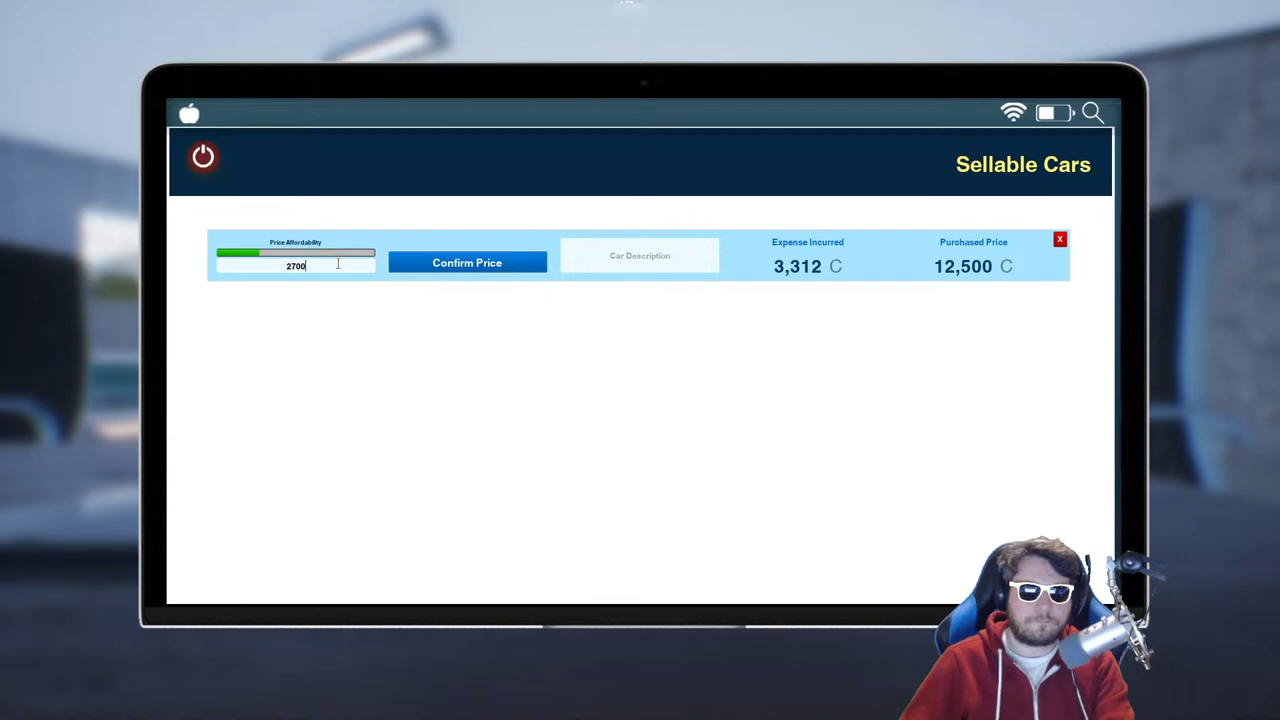 Sellable Cars
Price Affordability
2700
Confirm Price
Car Description
Expense Incurred
3,312 C
Purchased Price
12,500 C
X